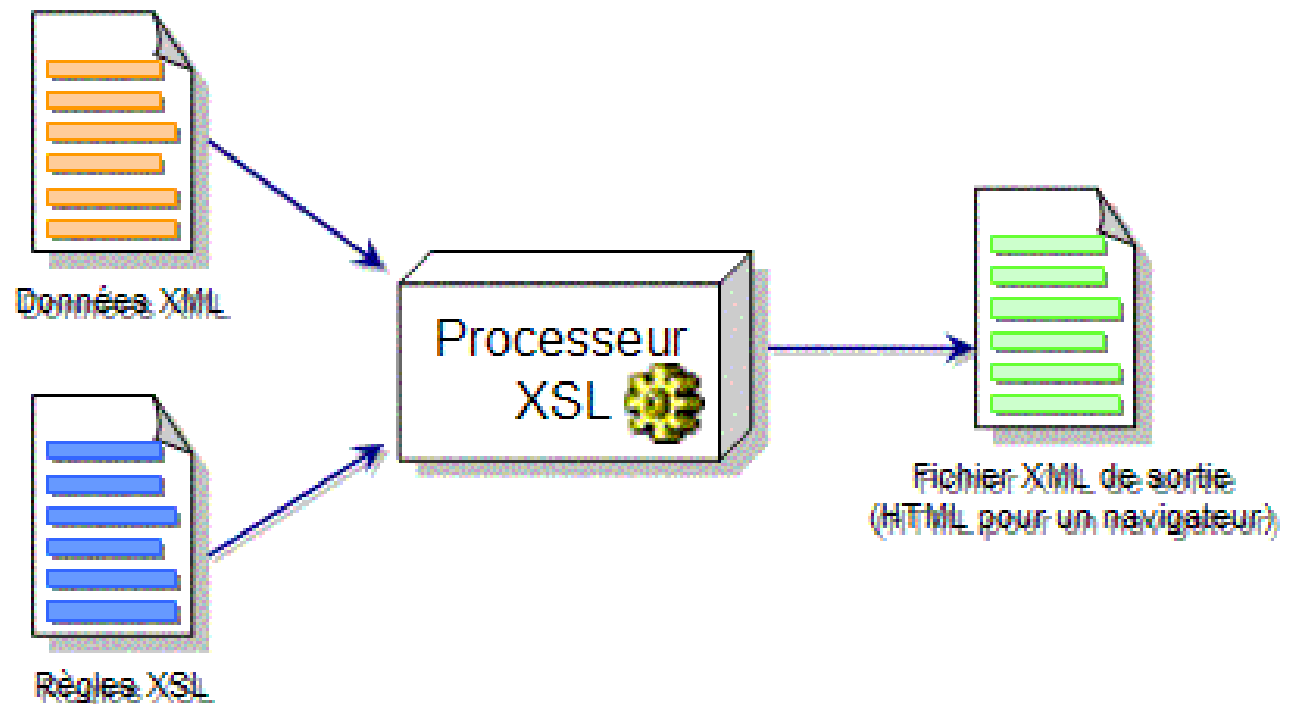 Données XML
Processeur
XSL
Fichier XML de sortie
(HTML pour un navigateur)
Règles XSL